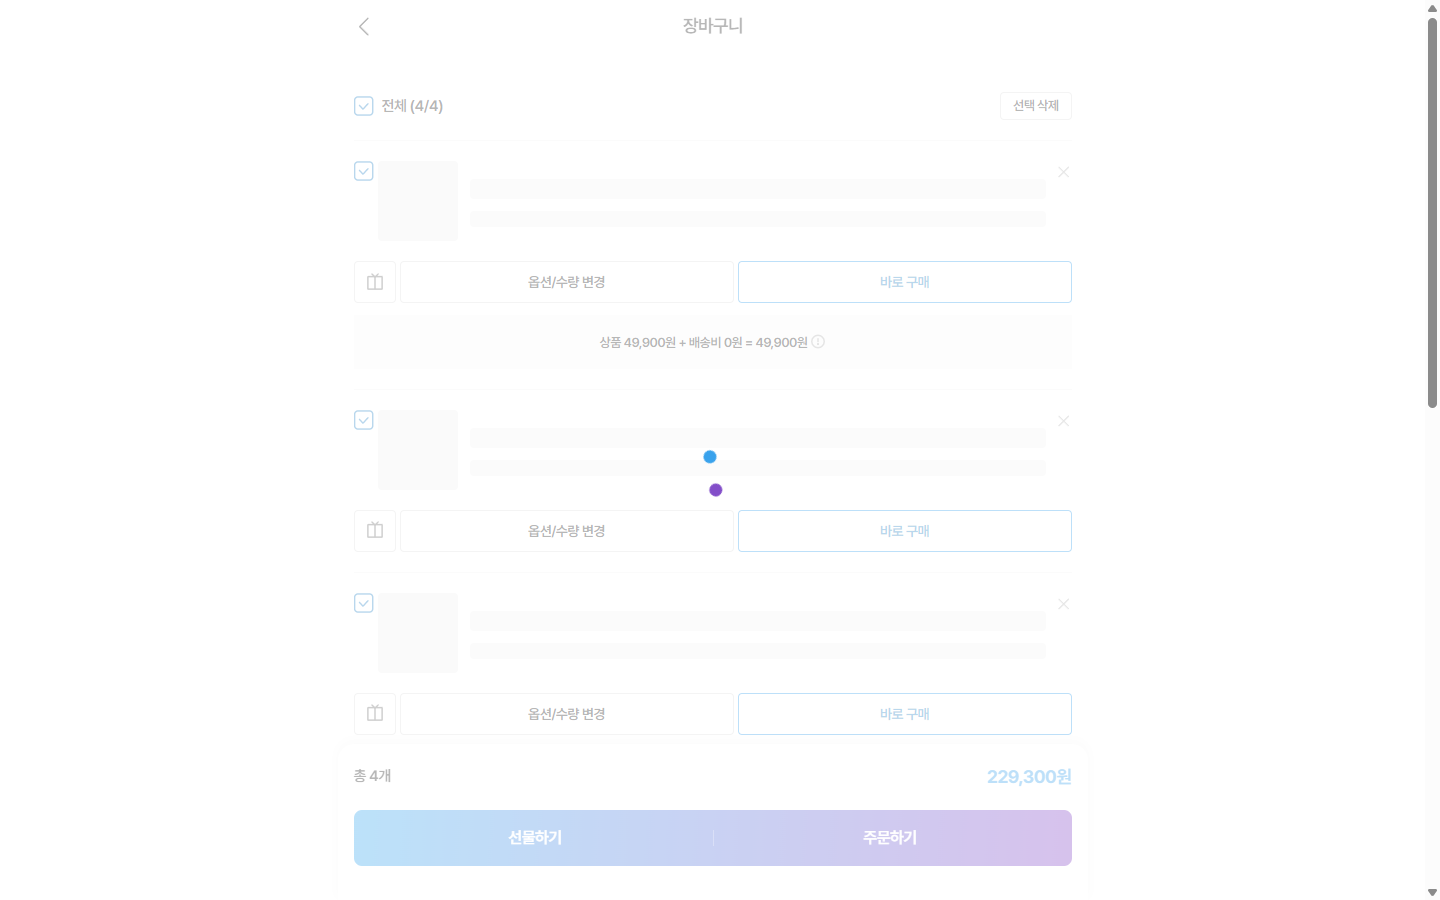 장바구니
전체 (4/4)
선택 삭제
옵션/수량 변경
바로 구매
상품 49,900원 + 배송비 0원 = 49,900원
옵션/수량 변경
바로 구매
옵션/수량 변경
바로 구매
총 4개
229,300원
선물하기
주문하기